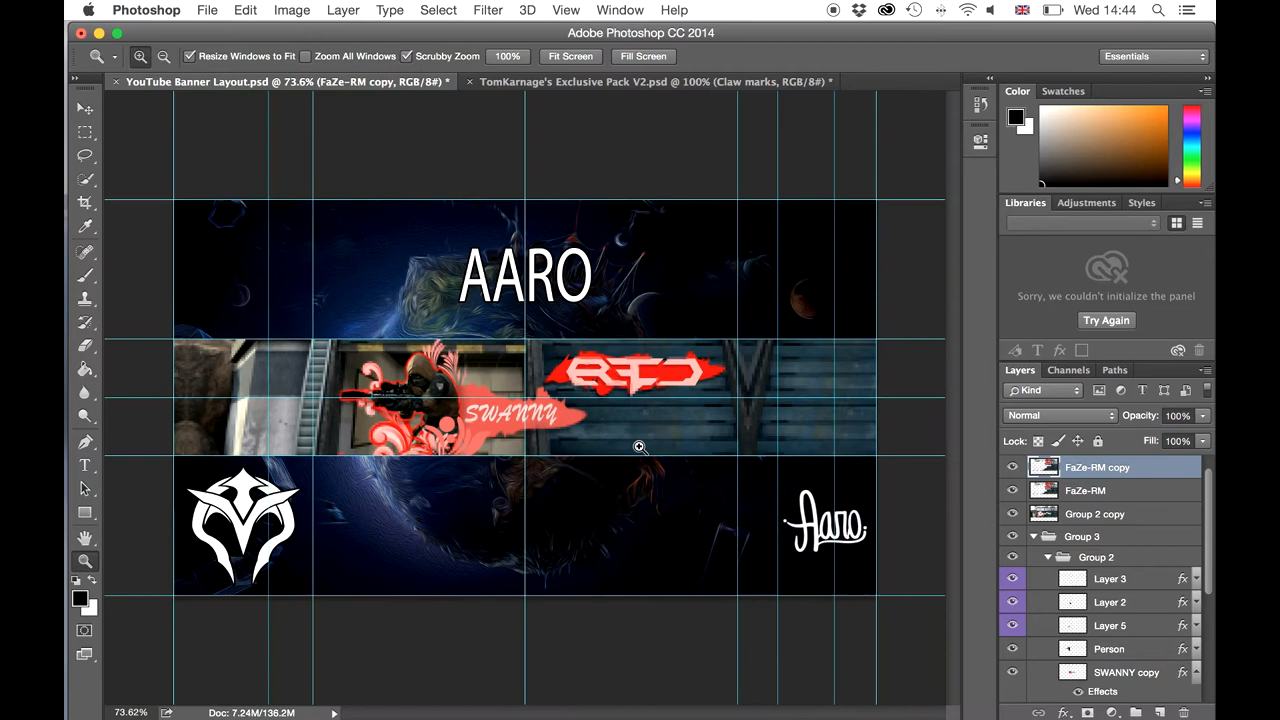 Photoshop File Edit Image Layer Type Select Filter 3D View Window Help Wed 14:44
Adobe Photoshop CC 2014
Resize Windows to Fit Zoom All Windows Scrubby Zoom 100% Fit Screen Fill Screen Essentials
YouTube Banner Layout.psd @ 73.6% (FaZe-RM copy, RGB/8#) * TomKarnage's Exclusive Pack V2.psd @ 100% (Claw marks, RGB/8#) *
Color Swatches
Libraries Adjustments Styles
Sorry, we couldn't initialize the panel
Try Again
Layers Channels Paths
Kind
Normal Opacity: 100%
Lock: Fill: 100%
FaZe-RM copy
FaZe-RM
Group 2 copy
Group 3
Group 2
Layer 3 fx
Layer 2 fx
Layer 5 fx
Person fx
SWANNY copy fx
Effects
AARO
SWANNY
Aaro
73.62% Doc: 7.24M/136.2M